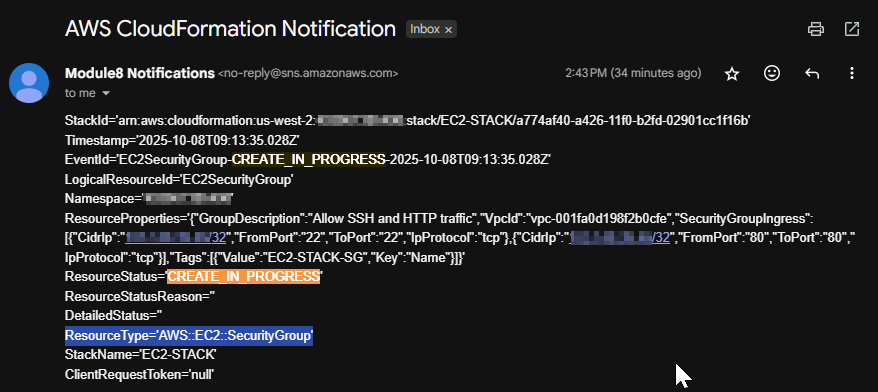 AWS CloudFormation Notification Inbox ×
Module8 Notifications <no-reply@sns.amazonaws.com> 2:43 PM (34 minutes ago)
to me
StackId='arn:aws:cloudformation:us-west-2: :stack/EC2-STACK/a774af40-a426-11f0-b2fd-02901cc1f16b'
Timestamp='2025-10-08T09:13:35.028Z'
EventId='EC2SecurityGroup-CREATE_IN_PROGRESS-2025-10-08T09:13:35.028Z'
LogicalResourceId='EC2SecurityGroup'
Namespace=' '
ResourceProperties='{"GroupDescription":"Allow SSH and HTTP traffic","VpcId":"vpc-001fa0d198f2b0cfe","SecurityGroupIngress":
[{"CidrIp":" /32","FromPort":"22","ToPort":"22","IpProtocol":"tcp"},{"CidrIp":" /32","FromPort":"80","ToPort":"80","
IpProtocol":"tcp"}],"Tags":[{"Value":"EC2-STACK-SG","Key":"Name"}]}'
ResourceStatus='CREATE_IN_PROGRESS'
ResourceStatusReason=''
DetailedStatus=''
ResourceType='AWS::EC2::SecurityGroup'
StackName='EC2-STACK'
ClientRequestToken='null'